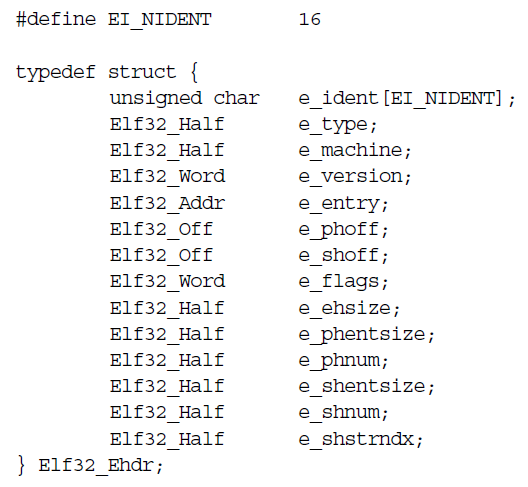 #define EI_NIDENT 16
typedef struct {
unsigned char e_ident[EI_NIDENT];
Elf32_Half e_type;
Elf32_Half e_machine;
Elf32_Word e_version;
Elf32_Addr e_entry;
Elf32_Off e_phoff;
Elf32_Off e_shoff;
Elf32_Word e_flags;
Elf32_Half e_ehsize;
Elf32_Half e_phentsize;
Elf32_Half e_phnum;
Elf32_Half e_shentsize;
Elf32_Half e_shnum;
Elf32_Half e_shstrndx;
} Elf32_Ehdr;